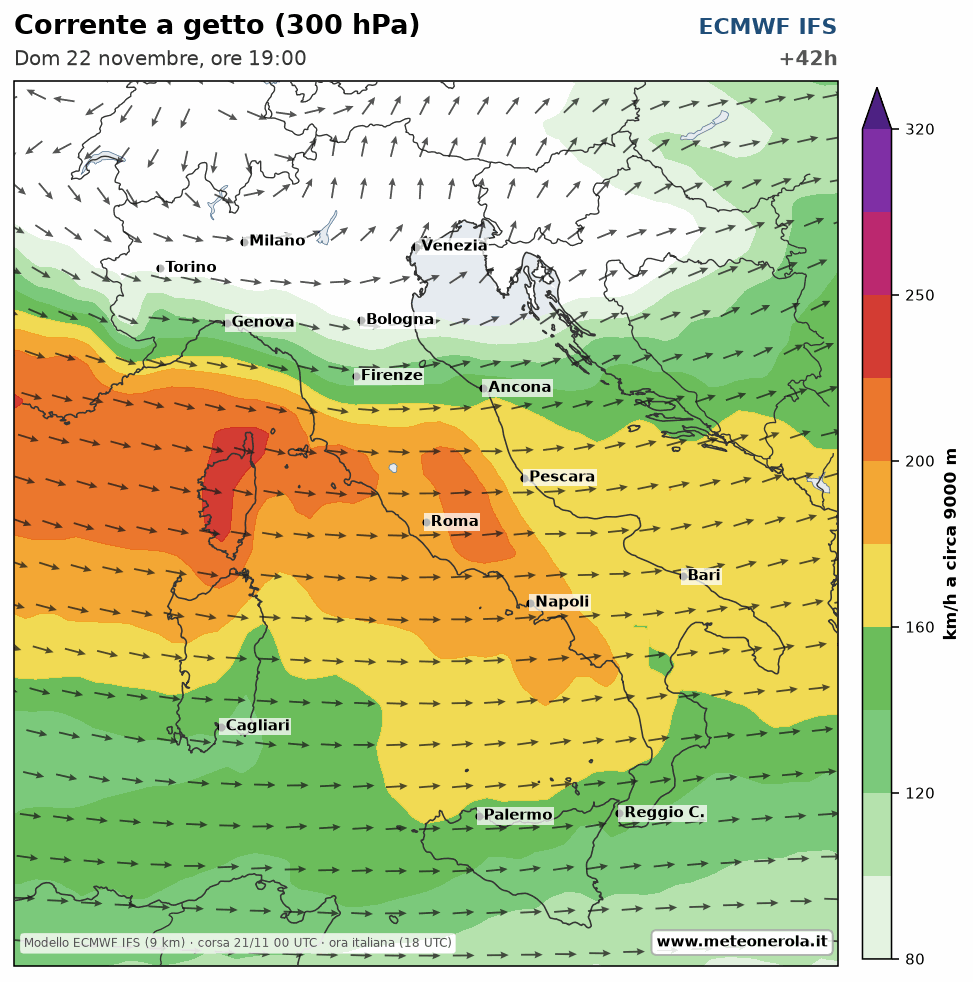 Corrente a getto (300 hPa)
ECMWF IFS
Dom 22 novembre, ore 19:00
+42h
Milano
Venezia
Torino
Genova
Bologna
Firenze
Ancona
Pescara
Roma
Bari
Napoli
Cagliari
Palermo
Reggio C.
320
250
200
160
120
80
km/h a circa 9000 m
Modello ECMWF IFS (9 km) · corsa 21/11 00 UTC · ora italiana (18 UTC)
www.meteonerola.it